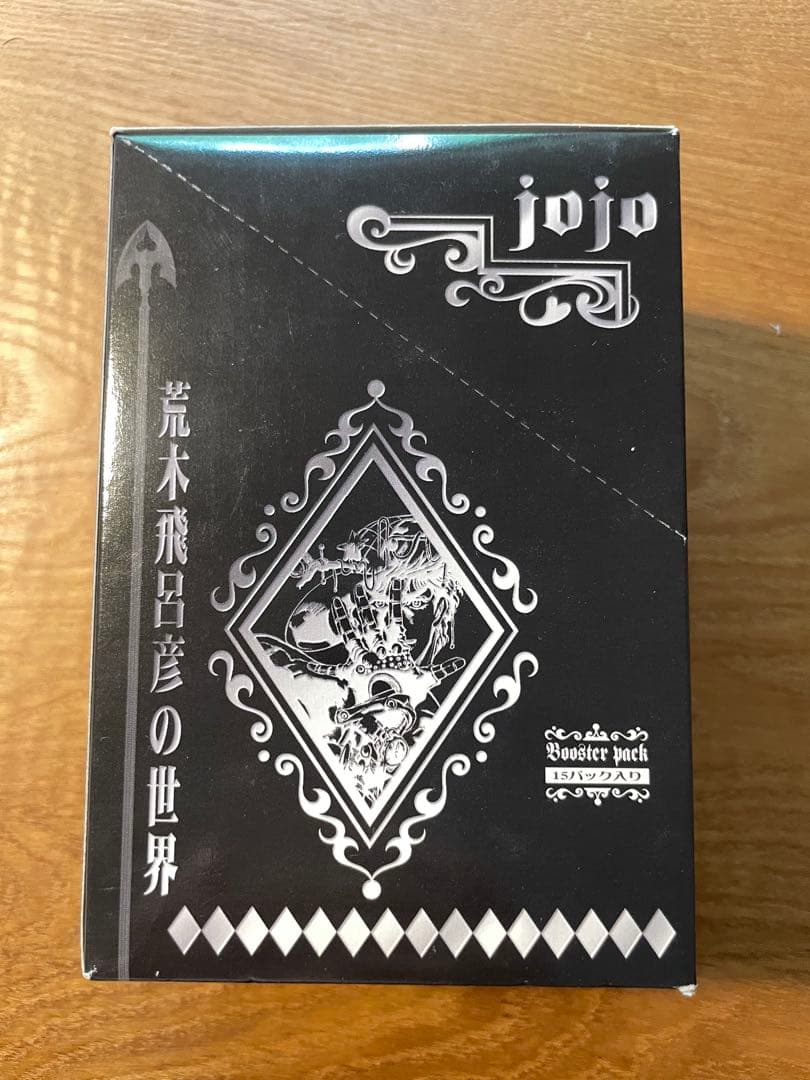 jojo
荒木飛呂彦の世界
Booster pack
15パック入り